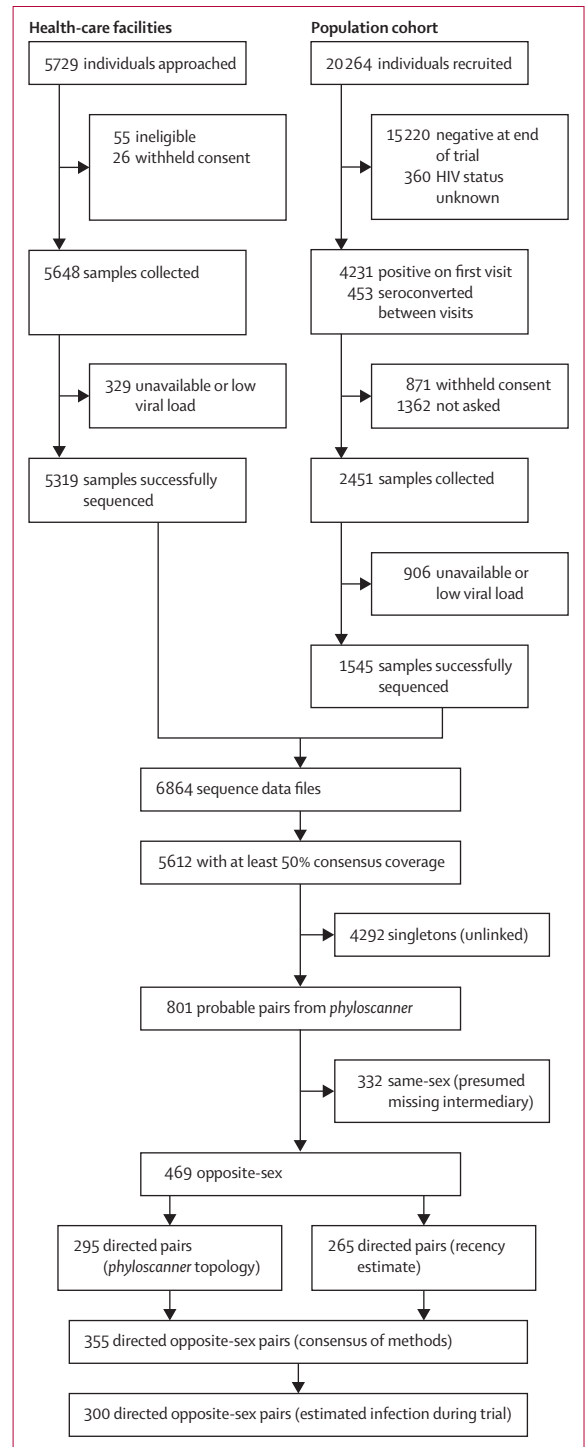 Health-care facilities
5729 individuals approached
55 ineligible
26 withheld consent
5648 samples collected
329 unavailable or low
viral load
5319 samples successfully
sequenced
Population cohort
20 264 individuals recruited
15 220 negative at end
of trial
360 HIV status
unknown
4231 positive on first visit
453 seroconverted
between visits
871 withheld consent
1362 not asked
2451 samples collected
906 unavailable or
low viral load
1545 samples successfully
sequenced
6864 sequence data files
5612 with at least 50% consensus coverage
4292 singletons (unlinked)
801 probable pairs from phyloscanner
332 same-sex (presumed
missing intermediary)
469 opposite-sex
295 directed pairs
(phyloscanner topology)
265 directed pairs (recency
estimate)
355 directed opposite-sex pairs (consensus of methods)
300 directed opposite-sex pairs (estimated infection during trial)